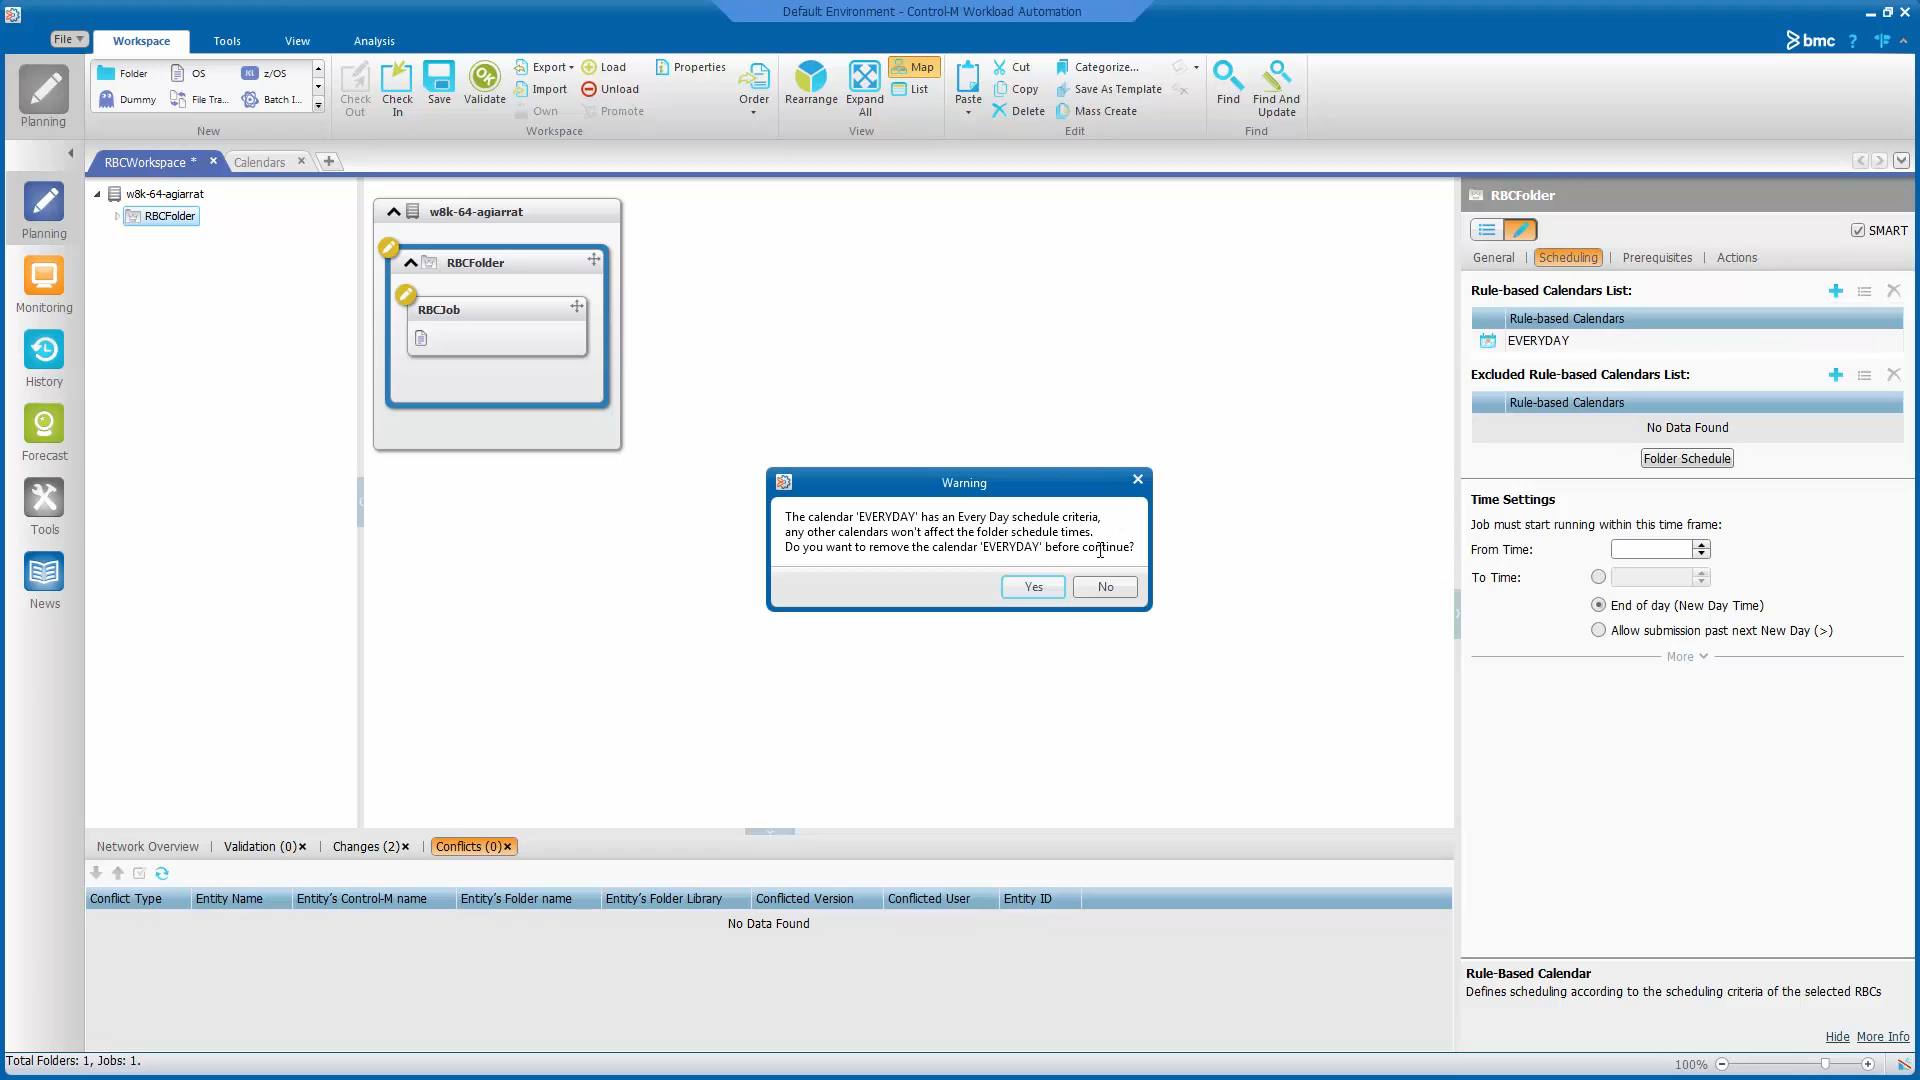 Default Environment - Control-M Workload Automation
File
Workspace
Tools
View
Analysis
bmc
?
Planning
Folder
OS
z/OS
Dummy
File Tra...
Batch I...
New
Check Out
Check In
Save
Validate
Export
Import
Own
Load
Unload
Promote
Properties
Workspace
Order
Rearrange
Expand All
Map
List
View
Paste
Cut
Copy
Delete
Categorize...
Save As Template
Mass Create
Edit
Find
Find And Update
Find
RBCWorkspace *
Calendars
Planning
Monitoring
History
Forecast
Tools
News
w8k-64-agiarrat
RBCFolder
w8k-64-agiarrat
RBCFolder
RBCJob
Warning
The calendar 'EVERYDAY' has an Every Day schedule criteria,
any other calendars won't affect the folder schedule times.
Do you want to remove the calendar 'EVERYDAY' before continue?
Yes
No
RBCFolder
SMART
General | Scheduling | Prerequisites | Actions
Rule-based Calendars List:
Rule-based Calendars
EVERYDAY
Excluded Rule-based Calendars List:
Rule-based Calendars
No Data Found
Folder Schedule
Time Settings
Job must start running within this time frame:
From Time:
To Time:
End of day (New Day Time)
Allow submission past next New Day (>)
More
Rule-Based Calendar
Defines scheduling according to the scheduling criteria of the selected RBCs
Hide More Info
Network Overview | Validation (0) | Changes (2) | Conflicts (0)
Conflict Type
Entity Name
Entity's Control-M name
Entity's Folder name
Entity's Folder Library
Conflicted Version
Conflicted User
Entity ID
No Data Found
Total Folders: 1, Jobs: 1.
100%